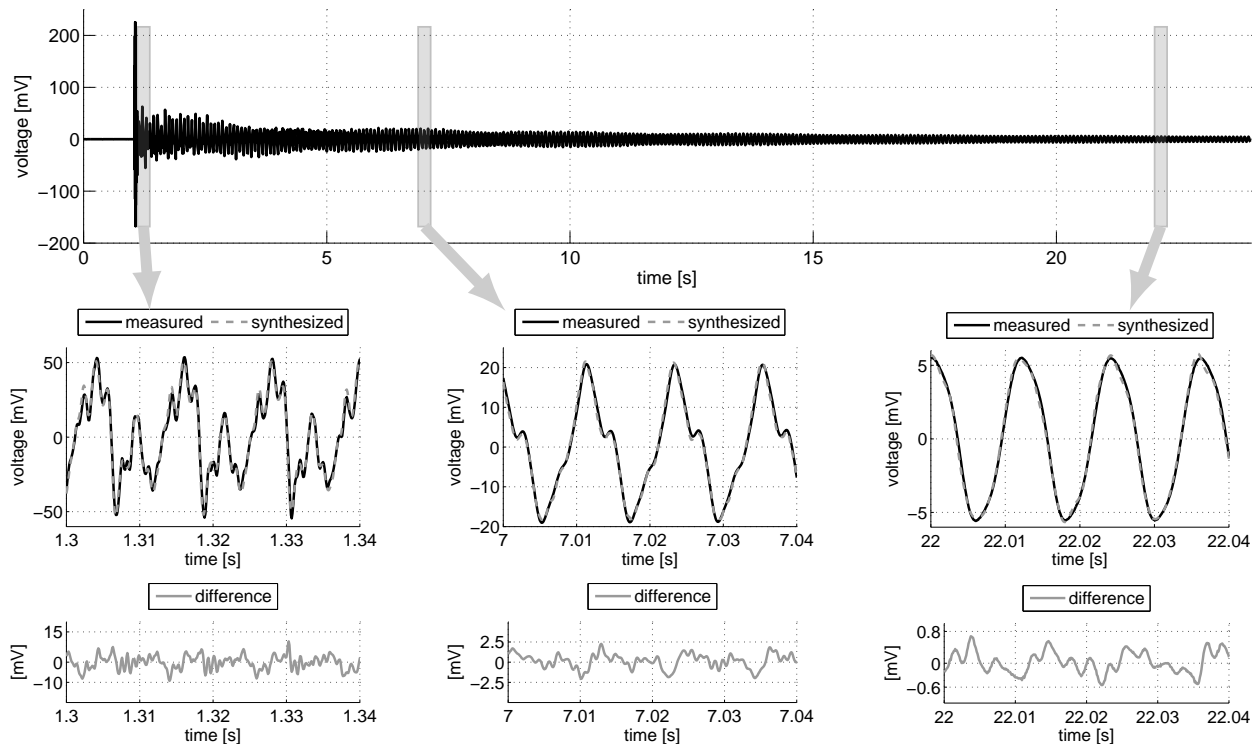 voltage [mV]
200
100
0
−100
−200
0
5
10
15
20
time [s]
measured
synthesized
voltage [mV]
50
0
−50
1.3
1.31
1.32
1.33
1.34
time [s]
measured
synthesized
voltage [mV]
20
10
0
−10
−20
7
7.01
7.02
7.03
7.04
time [s]
measured
synthesized
voltage [mV]
5
0
−5
22
22.01
22.02
22.03
22.04
time [s]
difference
[mV]
15
0
−10
1.3
1.31
1.32
1.33
1.34
time [s]
difference
[mV]
2.5
0
−2.5
7
7.01
7.02
7.03
7.04
time [s]
difference
[mV]
0.8
0
−0.6
22
22.01
22.02
22.03
22.04
time [s]